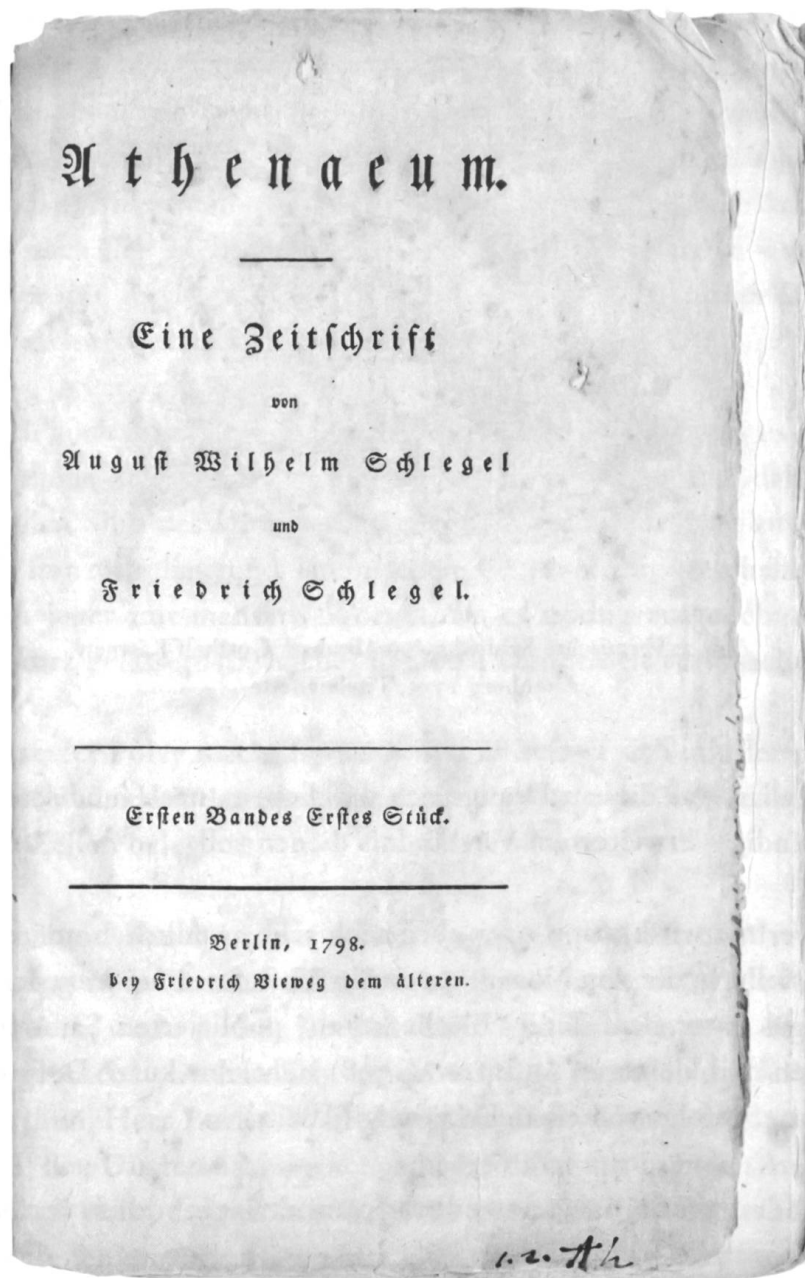 Athenaeum.
Eine Zeitſchrift
von
Auguſt Wilhelm Schlegel
und
Friedrich Schlegel.
Erſten Bandes Erſtes Stück.
Berlin, 1798.
bey Friedrich Vieweg dem älteren.